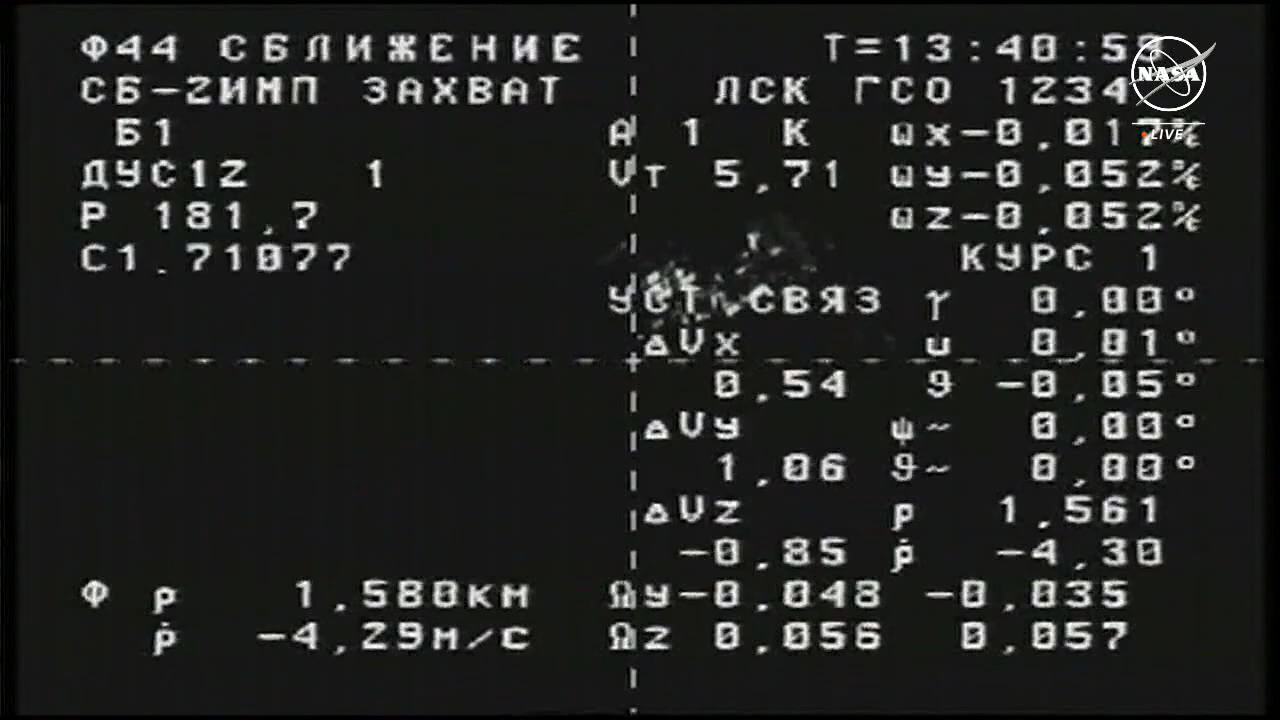 Ф44 СБЛИЖЕНИЕ T=13:40:50
СБ-2ИМП ЗАХВАТ ЛСК ГСО 1234
Б1 А 1 К ωx-0,017%
ДУС12 1 Vт 5,71 ωy-0,052%
Р 181,7 ωz-0,052%
С1.71077 КУРС 1
УСТ.СВЯЗ γ 0,00°
ΔVx u 0,01°
0,54 ϑ -0,05°
ΔVy ψ~ 0,00°
1,06 ϑ~ 0,00°
ΔVz ρ 1,561
-0,85 ρ̇ -4,30
Ф ρ 1,580км Ωy-0,048 -0,035
ρ̇ -4,29м/с Ωz 0,056 0,057
NASA
LIVE